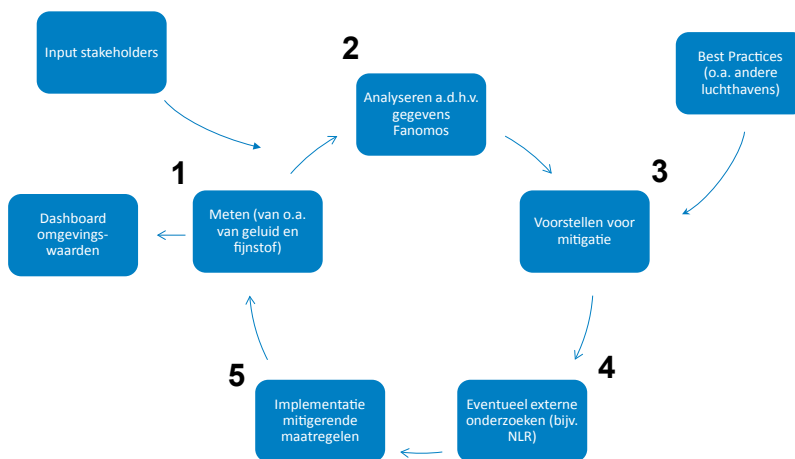 Input stakeholders
2
Analyseren a.d.h.v.
gegevens
Fanomos
Best Practices
(o.a. andere
luchthavens)
1
Meten (van o.a.
van geluid en
fijnstof)
3
Voorstellen voor
mitigatie
Dashboard
omgevings-
waarden
5
Implementatie
mitigerende
maatregelen
4
Eventueel externe
onderzoeken (bijv.
NLR)